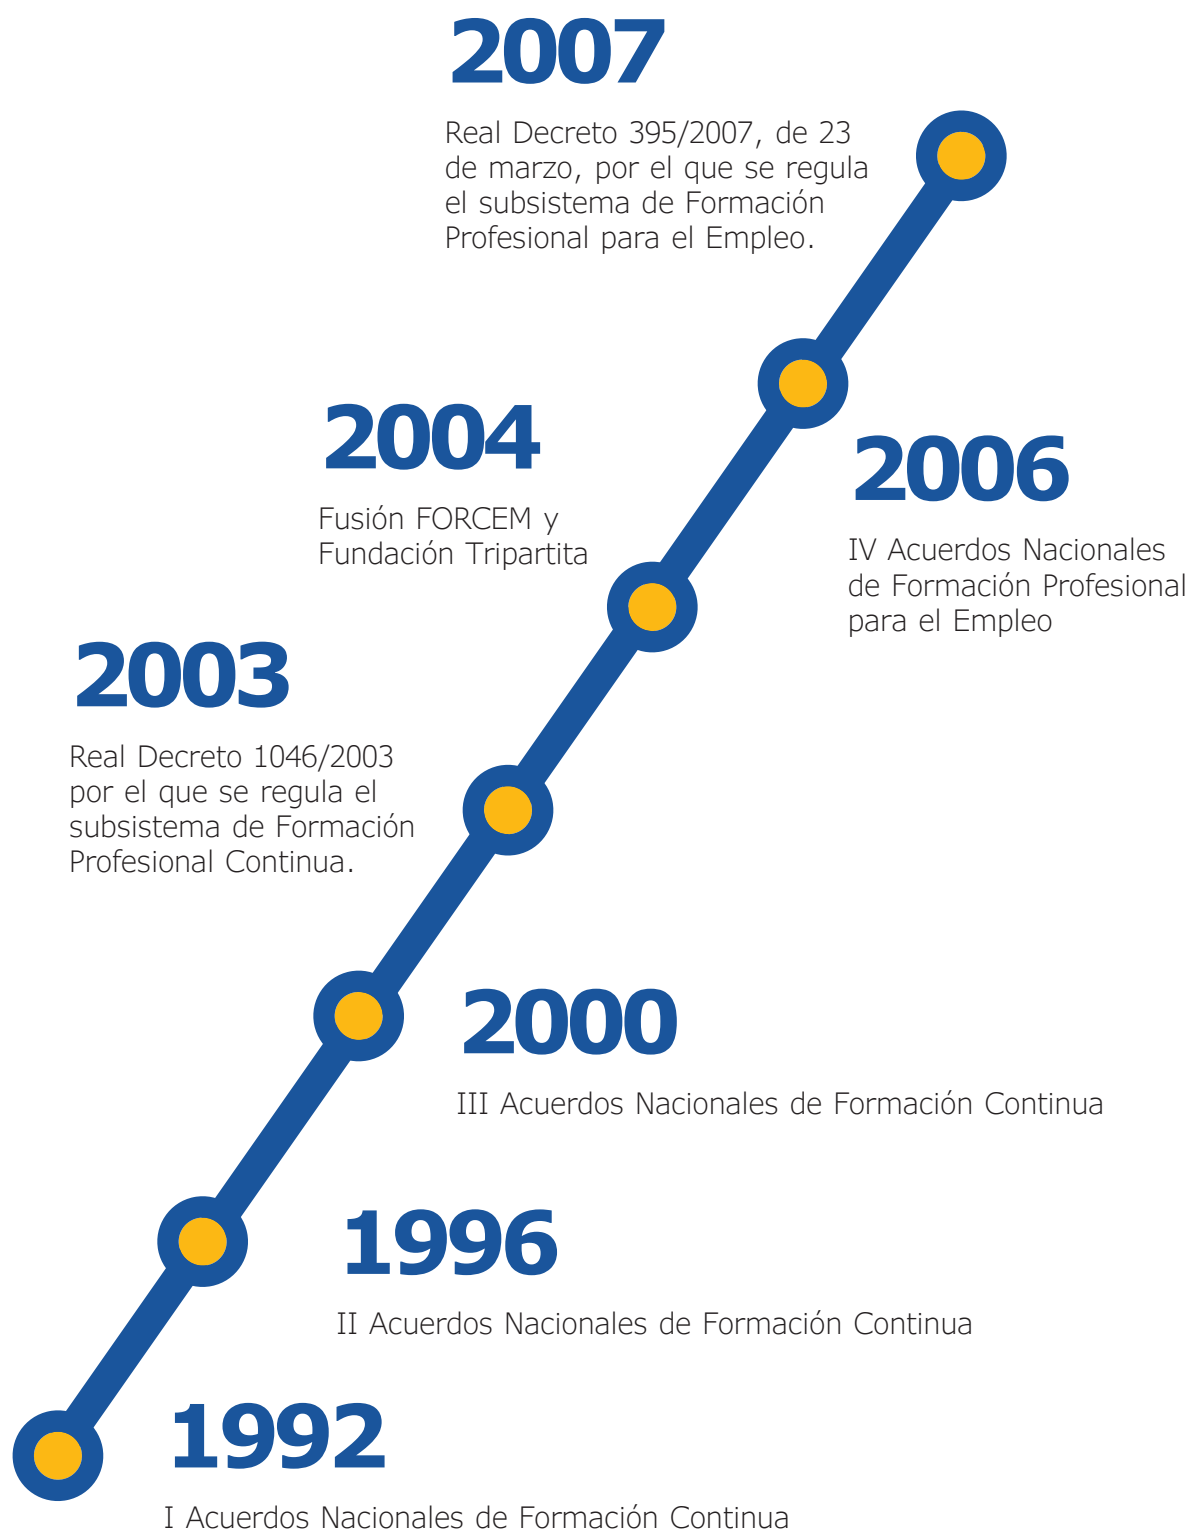 2007
Real Decreto 395/2007, de 23
de marzo, por el que se regula
el subsistema de Formación
Profesional para el Empleo.
2004
Fusión FORCEM y
Fundación Tripartita
2006
IV Acuerdos Nacionales
de Formación Profesional
para el Empleo
2003
Real Decreto 1046/2003
por el que se regula el
subsistema de Formación
Profesional Continua.
2000
III Acuerdos Nacionales de Formación Continua
1996
II Acuerdos Nacionales de Formación Continua
1992
I Acuerdos Nacionales de Formación Continua